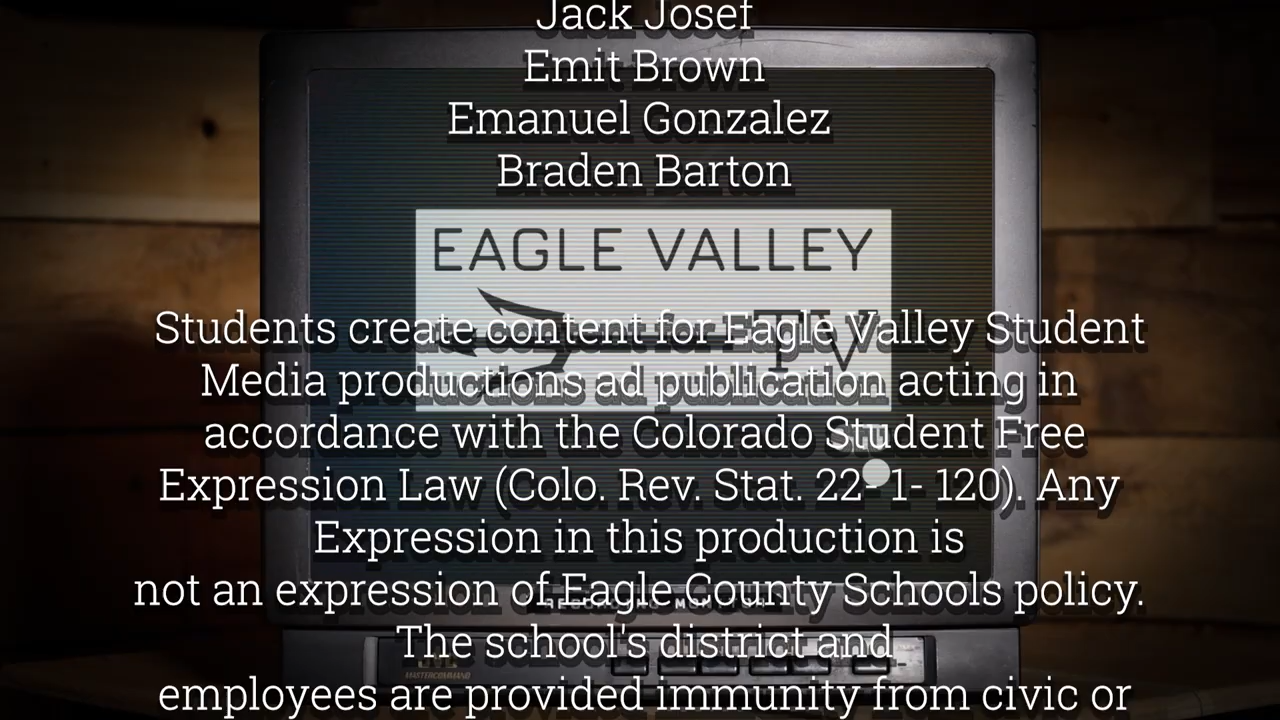 Jack Josef
Emit Brown
Emanuel Gonzalez
Braden Barton
EAGLE VALLEY
TV
Students create content for Eagle Valley Student
Media productions ad publication acting in
accordance with the Colorado Student Free
Expression Law (Colo. Rev. Stat. 22- 1- 120). Any
Expression in this production is
not an expression of Eagle County Schools policy.
The school's district and
employees are provided immunity from civic or
MASTERCOMMAND